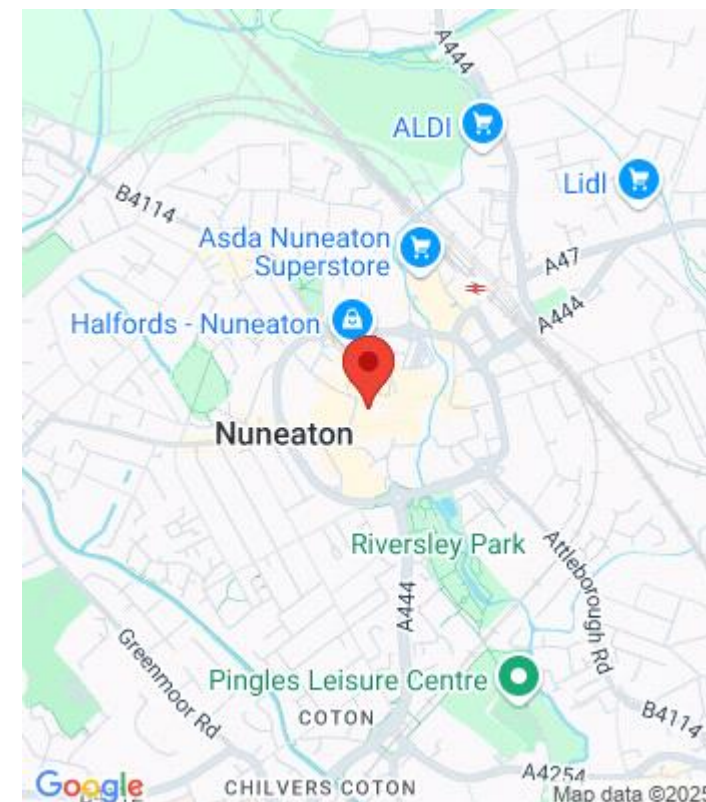 A444
ALDI
Lidl
B4114
Asda Nuneaton
Superstore
A47
A444
Halfords - Nuneaton
Nuneaton
Riversley Park
Attleborough Rd
A444
Greenmoor Rd
Pingles Leisure Centre
COTON
B4114
A4254
Google
CHILVERS COTON
Map data ©2025